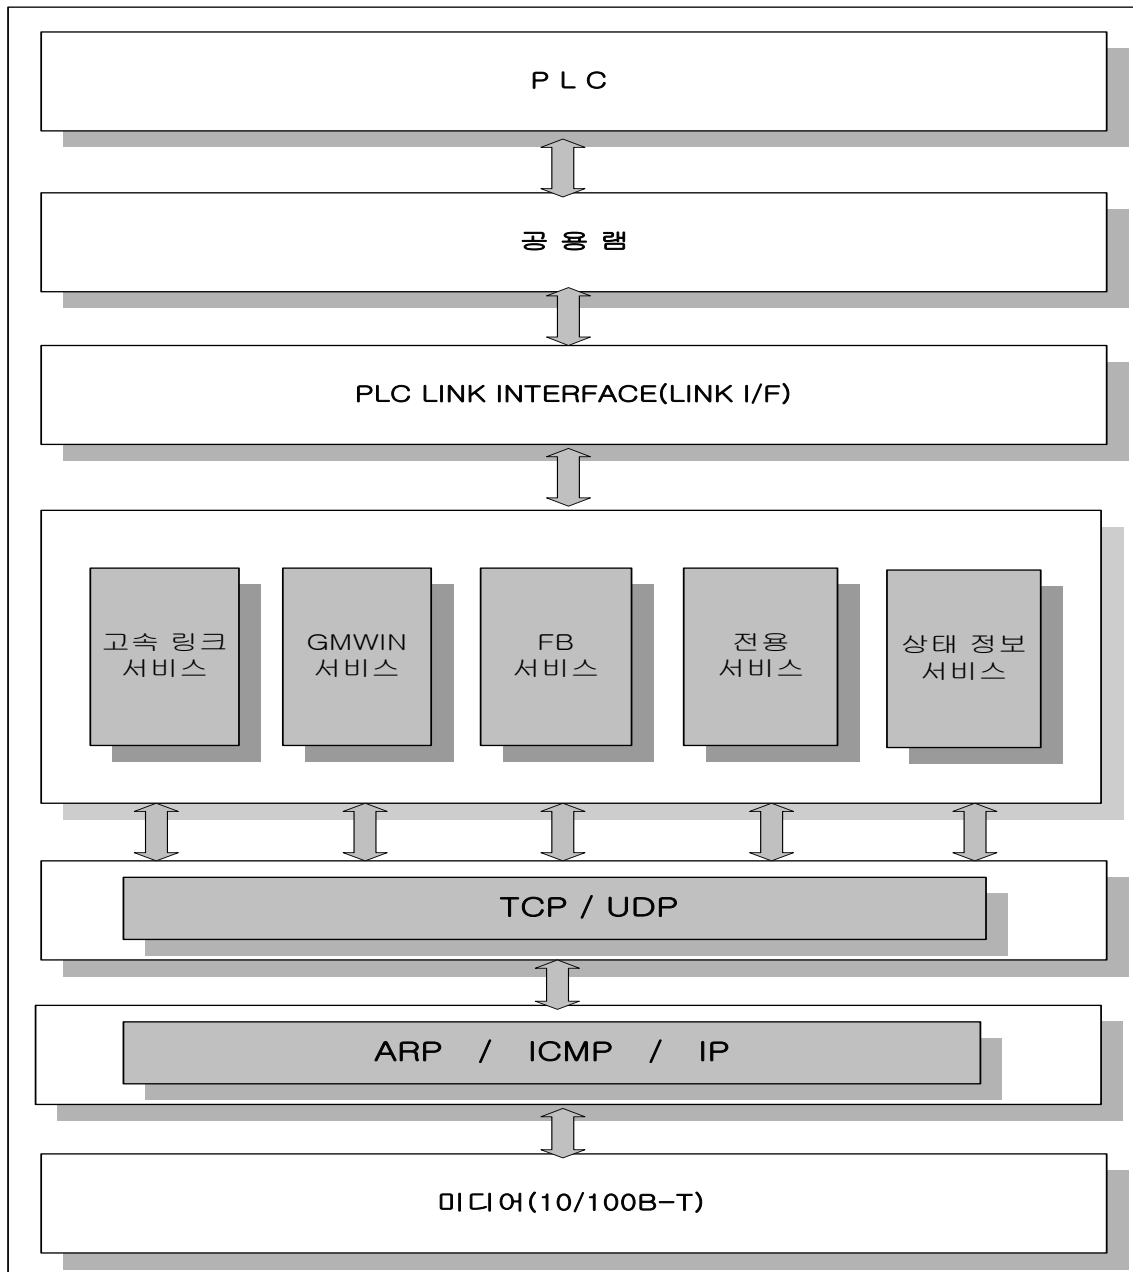 P L C
공 용 램
PLC LINK INTERFACE(LINK I/F)
고속 링크
서비스
GMWIN
서비스
FB
서비스
전용
서비스
상태 정보
서비스
TCP / UDP
ARP / ICMP / IP
미디어(10/100B-T)